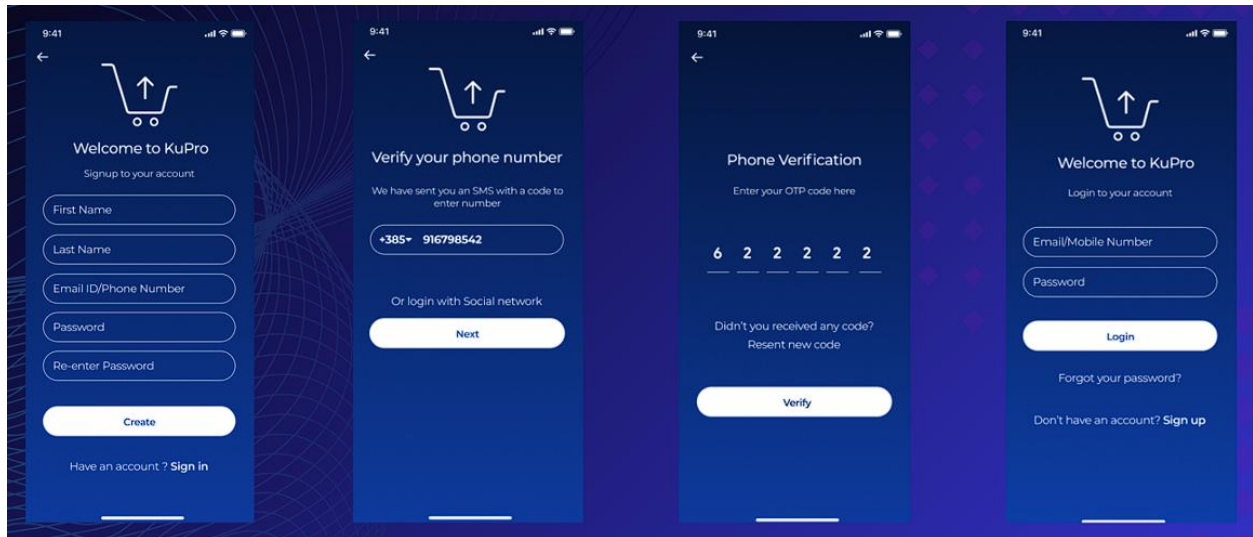 9:41
Welcome to KuPro
Signup to your account
First Name
Last Name
Email ID/Phone Number
Password
Re-enter Password
Create
Have an account ? Sign in
9:41
Verify your phone number
We have sent you an SMS with a code to
enter number
+385 916798542
Or login with Social network
Next
9:41
Phone Verification
Enter your OTP code here
6 2 2 2 2 2
Didn't you received any code?
Resent new code
Verify
9:41
Welcome to KuPro
Login to your account
Email/Mobile Number
Password
Login
Forgot your password?
Don't have an account? Sign up